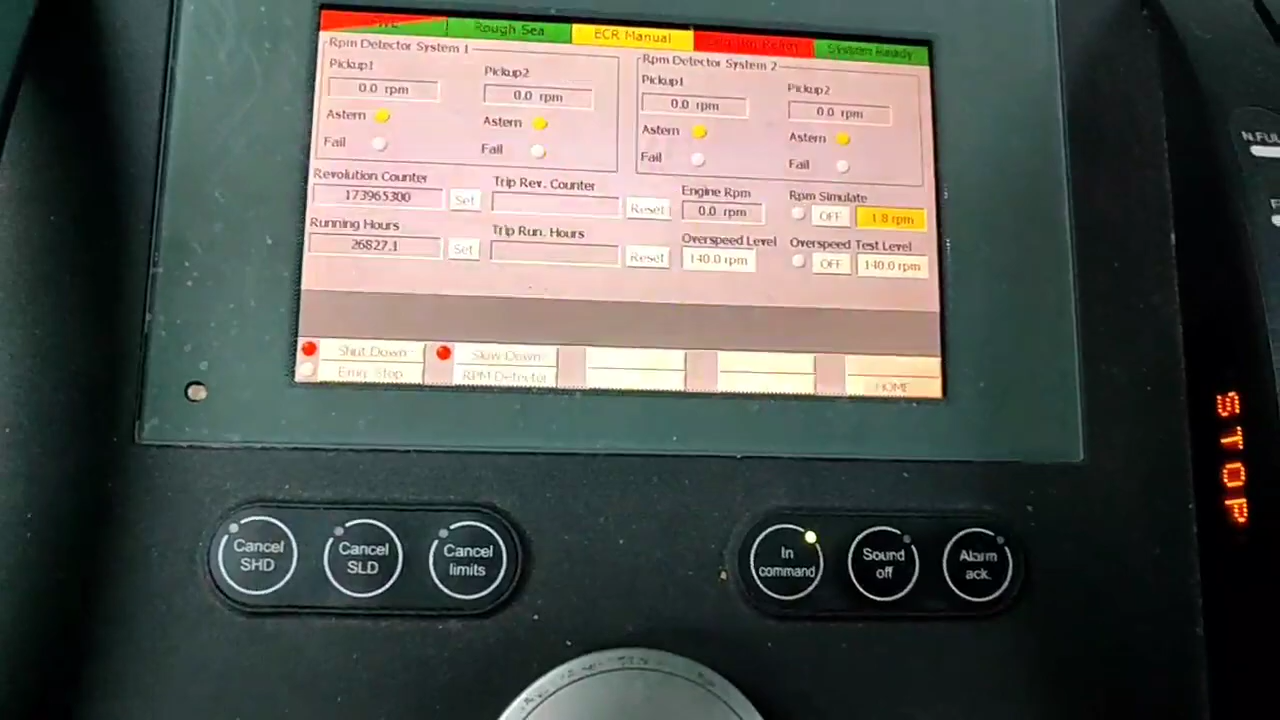 Rough Sea
ECR Manual
System Ready
Rpm Detector System 1
Rpm Detector System 2
Pickup1
Pickup2
Pickup1
Pickup2
0.0 rpm
0.0 rpm
0.0 rpm
0.0 rpm
Astern
Astern
Astern
Astern
Fail
Fail
Fail
Fail
Revolution Counter
Trip Rev. Counter
Engine Rpm
Rpm Simulate
173965300
Set
Reset
0.0 rpm
OFF
1.8 rpm
Running Hours
Trip Run. Hours
Overspeed Level
Overspeed Test Level
26827.1
Set
Reset
140.0 rpm
OFF
140.0 rpm
Shut Down
Slow Down
Emg. Stop
RPM Detector
HOME
N.FUL
STOP
Cancel
SHD
Cancel
SLD
Cancel
limits
In
command
Sound
off
Alarm
ack.